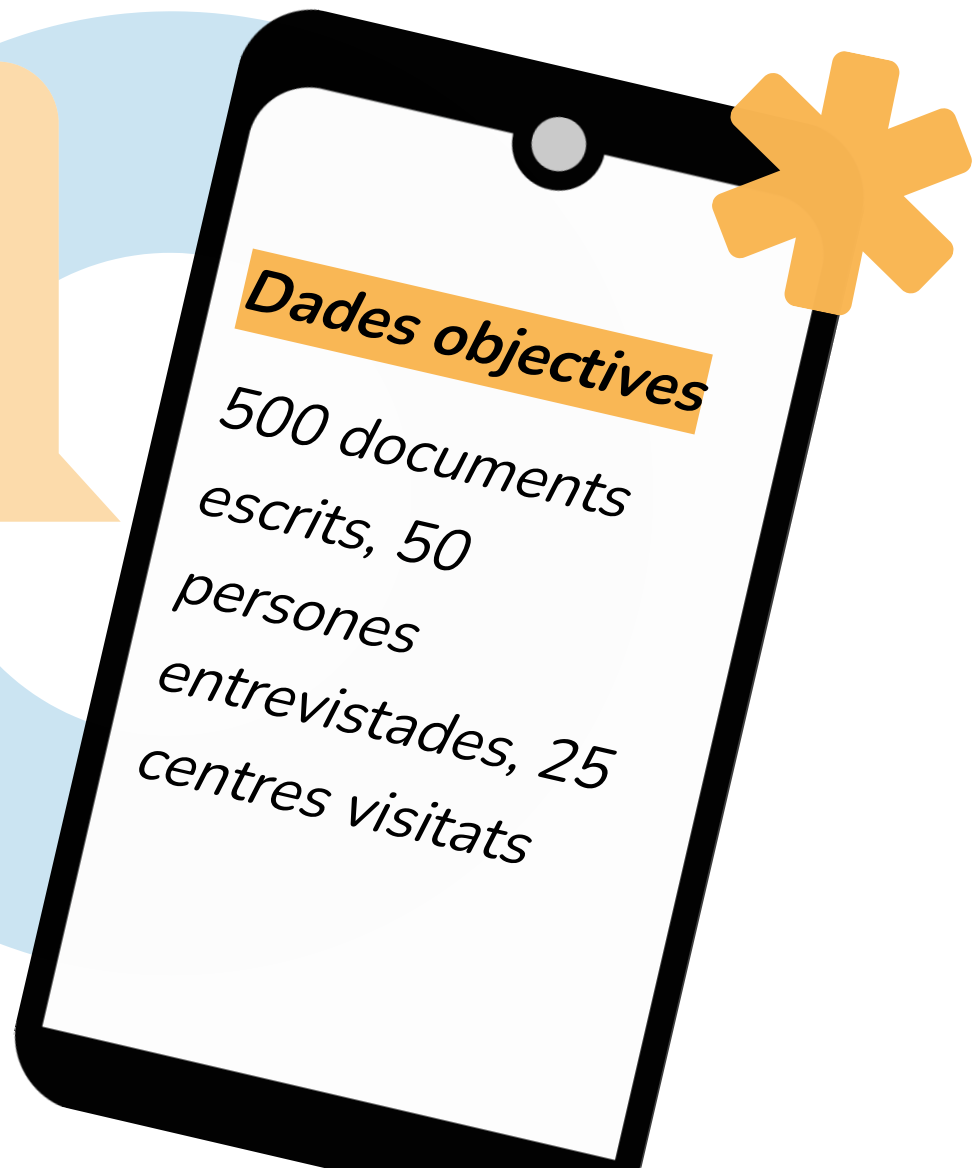 Dades objectives
500 documents
escrits, 50
persones
entrevistades, 25
centres visitats